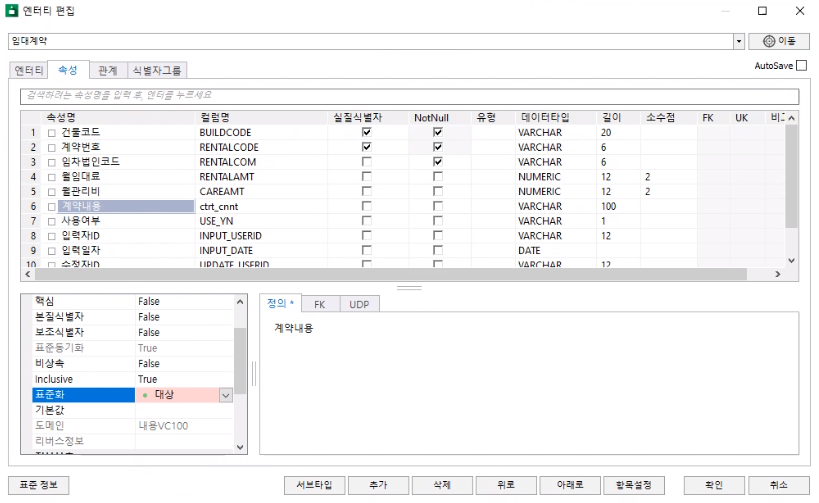 엔터티 편집
임대계약 이동
엔터티 속성 관계 식별자그룹 AutoSave
검색하려는 속성명을 입력 후, 엔터를 누르세요
속성명 컬럼명 실질식별자 NotNull 유형 데이터타입 길이 소수점 FK UK 비고
1 건물코드 BUILDCODE VARCHAR 20
2 계약번호 RENTALCODE VARCHAR 6
3 임차법인코드 RENTALCOM VARCHAR 6
4 월임대료 RENTALAMT NUMERIC 12 2
5 월관리비 CAREAMT NUMERIC 12 2
6 계약내용 ctrt_cnnt VARCHAR 100
7 사용여부 USE_YN VARCHAR 1
8 입력자ID INPUT_USERID VARCHAR 12
9 입력일자 INPUT_DATE DATE
10 수정자ID UPDATE_USERID VARCHAR 12
핵심 False
본질식별자 False
보조식별자 False
표준동기화 True
비상속 False
Inclusive True
표준화 대상
기본값
도메인 내용VC100
리버스정보
정의 * FK UDP
계약내용
표준 정보 서브타입 추가 삭제 위로 아래로 항목설정 확인 취소